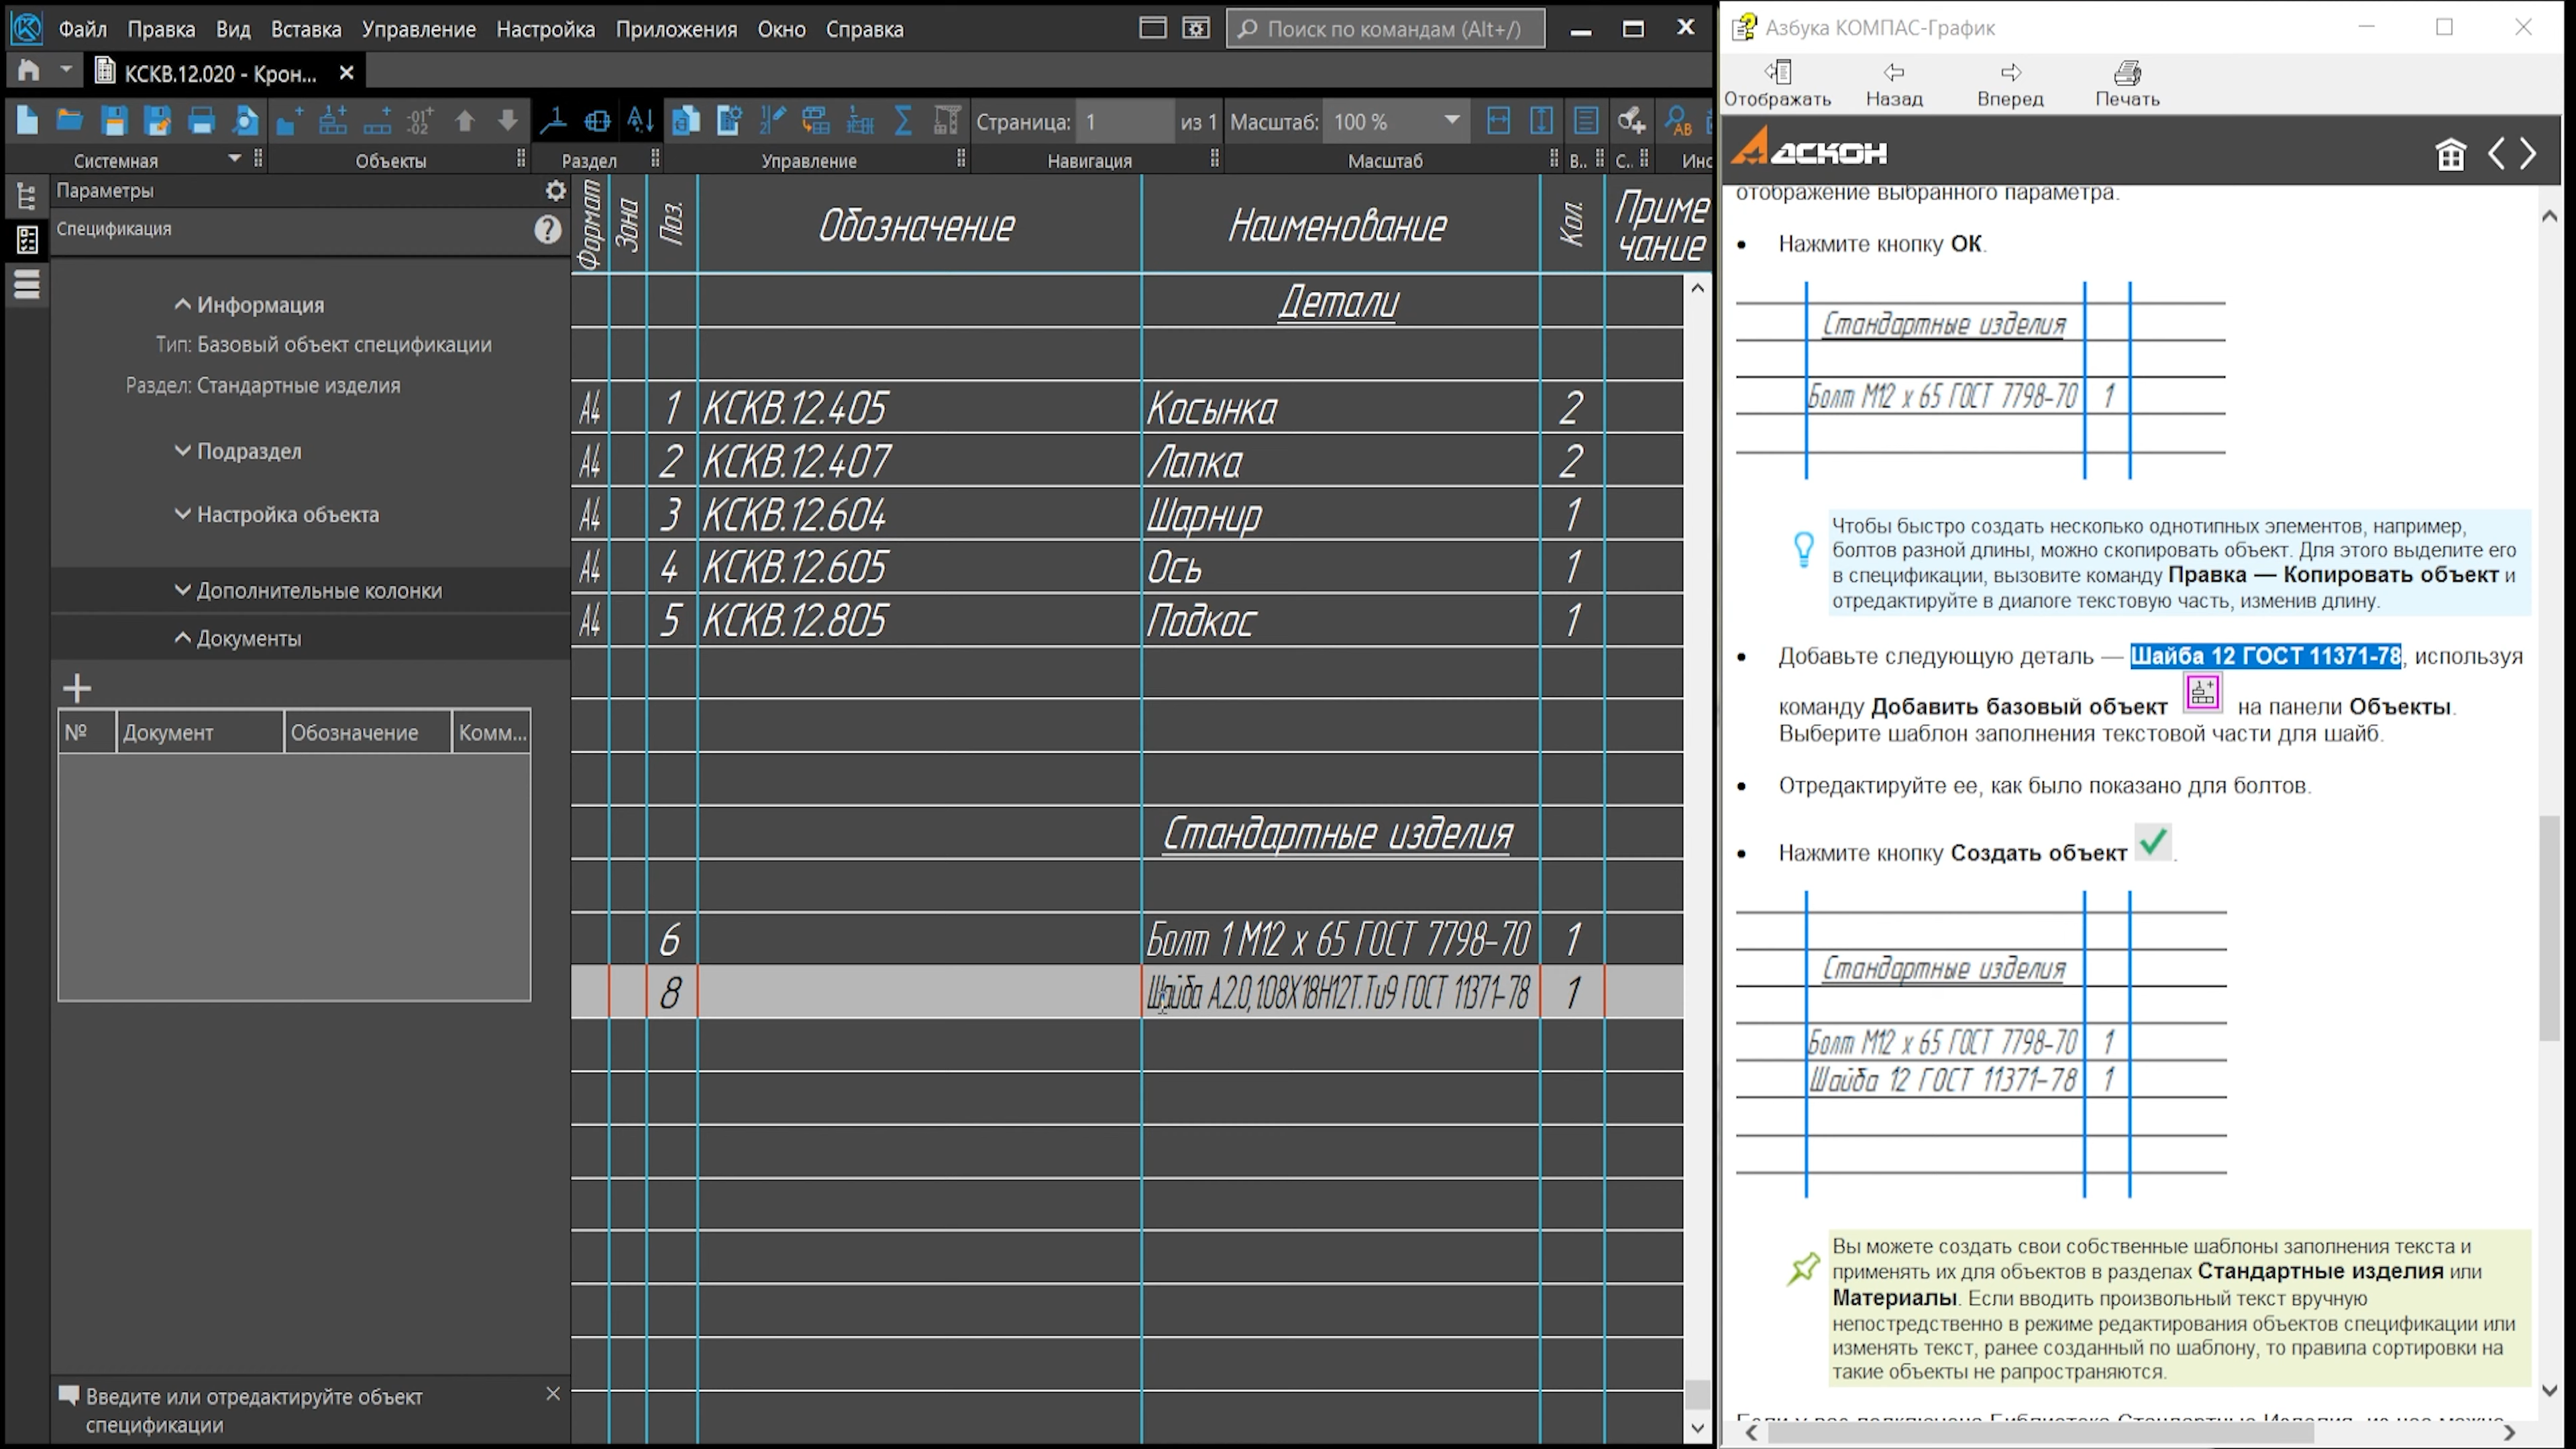 Файл Правка Вид Вставка Управление Настройка Приложения Окно Справка
Поиск по командам (Alt+/)
КСКВ.12.020 - Крон...
Страница: 1 из 1 Масштаб: 100 %
Системная Объекты Раздел Управление Навигация Масштаб В.. С.. Инс
Параметры
Спецификация
Информация
Тип: Базовый объект спецификации
Раздел: Стандартные изделия
Подраздел
Настройка объекта
Дополнительные колонки
Документы
№ Документ Обозначение Комм...
Введите или отредактируйте объект
спецификации
Формат Зона Поз. Обозначение Наименование Кол. Приме
чание
Детали
А4 1 КСКВ.12.405 Косынка 2
А4 2 КСКВ.12.407 Лапка 2
А4 3 КСКВ.12.604 Шарнир 1
А4 4 КСКВ.12.605 Ось 1
А4 5 КСКВ.12.805 Подкос 1
Стандартные изделия
6 Болт 1 М12 x 65 ГОСТ 7798-70 1
8 Шайба А.2.0,1.08Х18Н12Т.Ти9 ГОСТ 11371-78 1
Азбука КОМПАС-График
Отображать Назад Вперед Печать
АСКОН
отображение выбранного параметра.
• Нажмите кнопку ОК.
Стандартные изделия
Болт М12 x 65 ГОСТ 7798-70 1
Чтобы быстро создать несколько однотипных элементов, например,
болтов разной длины, можно скопировать объект. Для этого выделите его
в спецификации, вызовите команду Правка — Копировать объект и
отредактируйте в диалоге текстовую часть, изменив длину.
• Добавьте следующую деталь — Шайба 12 ГОСТ 11371-78, используя
команду Добавить базовый объект на панели Объекты.
Выберите шаблон заполнения текстовой части для шайб.
• Отредактируйте ее, как было показано для болтов.
• Нажмите кнопку Создать объект .
Стандартные изделия
Болт М12 x 65 ГОСТ 7798-70 1
Шайба 12 ГОСТ 11371-78 1
Вы можете создать свои собственные шаблоны заполнения текста и
применять их для объектов в разделах Стандартные изделия или
Материалы. Если вводить произвольный текст вручную
непостредственно в режиме редактирования объектов спецификации или
изменять текст, ранее созданный по шаблону, то правила сортировки на
такие объекты не рапространяются.